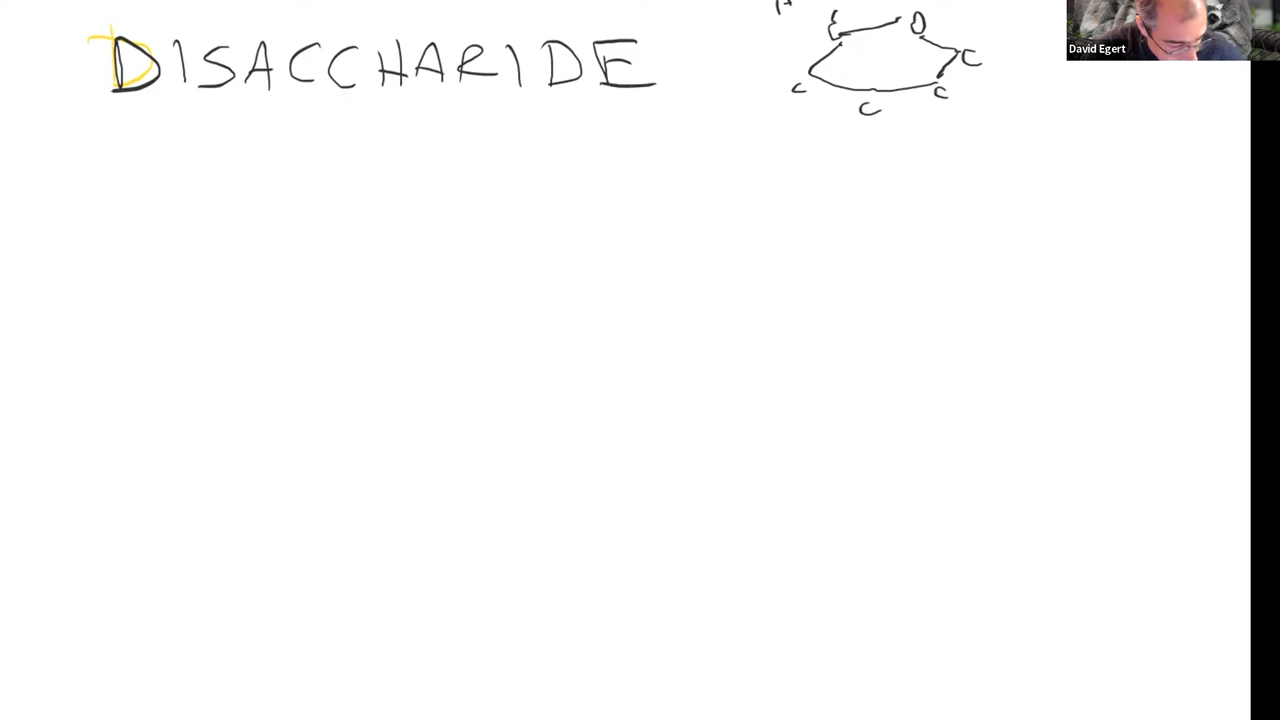 DISACCHARIDE
C O
C
C C
C
David Egert